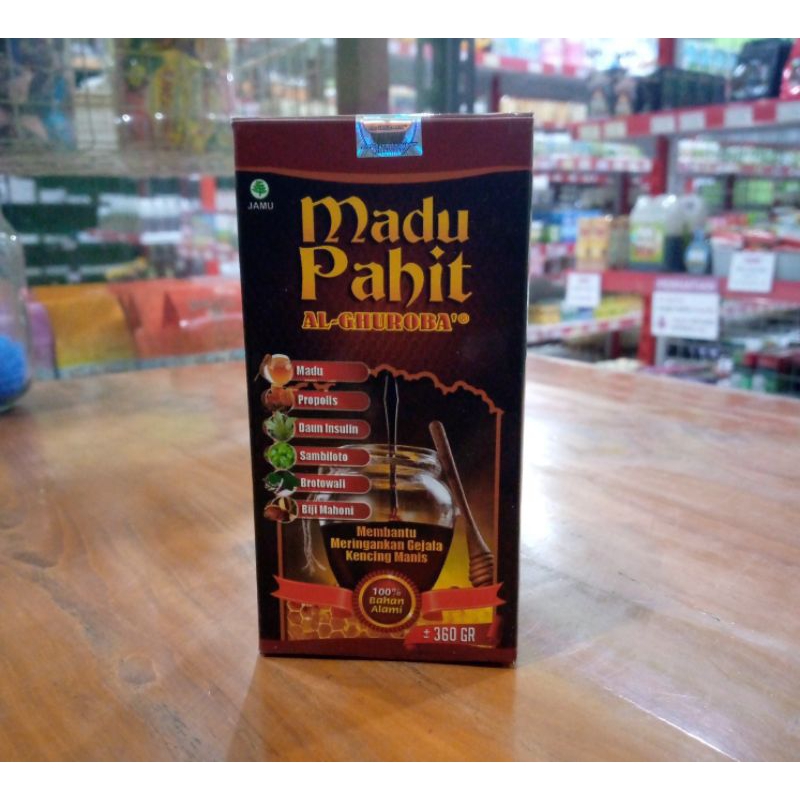 JAMU
Madu
Pahit
AL-GHUROBA'®
Madu
Propolis
Daun Insulin
Sambiloto
Brotowali
Biji Mahoni
Membantu
Meringankan Gejala
Kencing Manis
100%
Bahan
Alami
± 360 GR